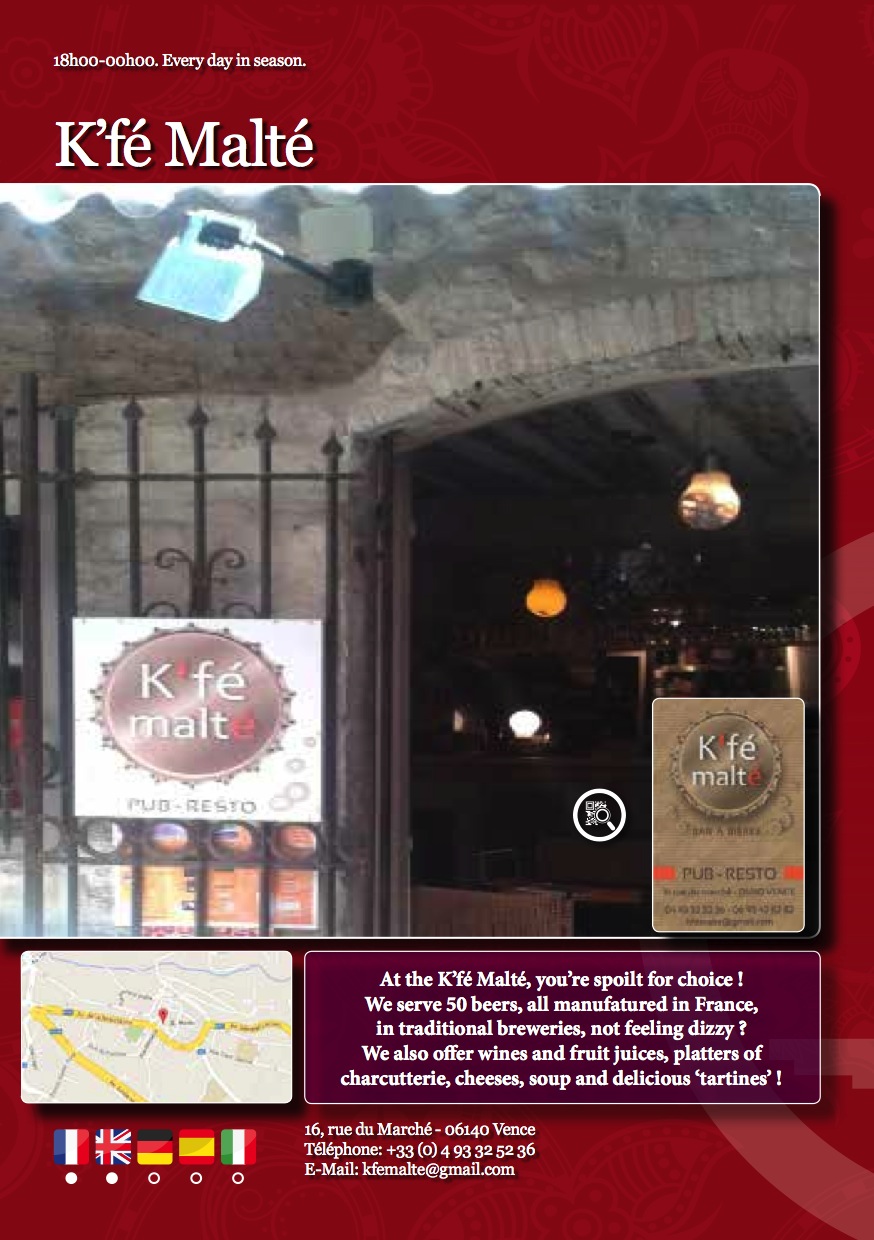 18h00-00h00. Every day in season.
K’fé Malté
K'fé
malté
PUB-RESTO
K'fé
malté
BAR À BIÈRES
PUB-RESTO
At the K’fé Malté, you’re spoilt for choice !
We serve 50 beers, all manufatured in France,
in traditional breweries, not feeling dizzy ?
We also offer wines and fruit juices, platters of
charcutterie, cheeses, soup and delicious ‘tartines’ !
16, rue du Marché - 06140 Vence
Téléphone: +33 (0) 4 93 32 52 36
E-Mail: kfemalte@gmail.com